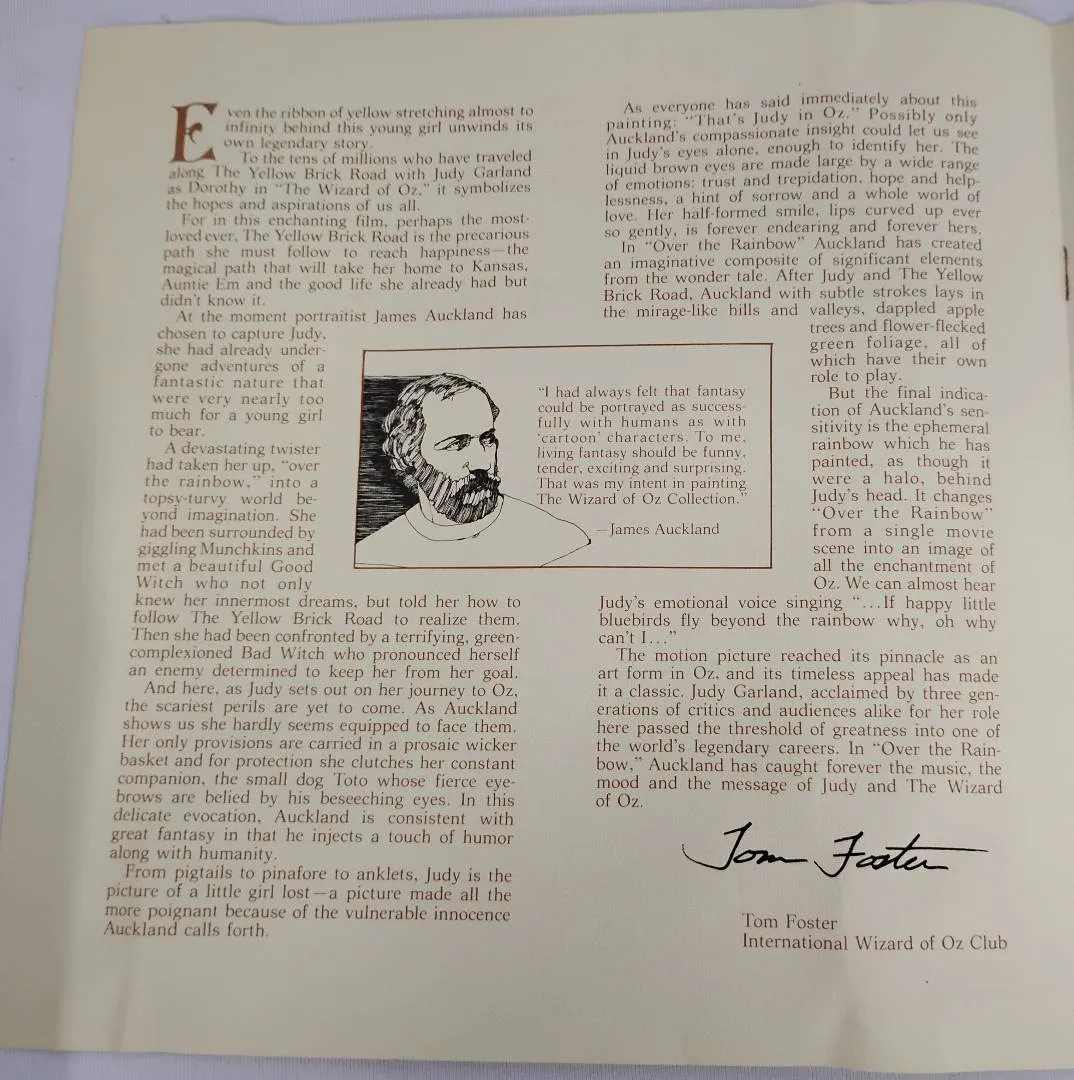 Even the ribbon of yellow stretching almost to
infinity behind this young girl unwinds its
own legendary story.
To the tens of millions who have traveled
along The Yellow Brick Road with Judy Garland
as Dorothy in "The Wizard of Oz," it symbolizes
the hopes and aspirations of us all.
For in this enchanting film, perhaps the most-
loved ever, The Yellow Brick Road is the precarious
path she must follow to reach happiness—the
magical path that will take her home to Kansas,
Auntie Em and the good life she already had but
didn't know it.
At the moment portraitist James Auckland has
chosen to capture Judy,
she had already under-
gone adventures of a
fantastic nature that
were very nearly too
much for a young girl
to bear.
A devastating twister
had taken her up, "over
the rainbow," into a
topsy-turvy world be-
yond imagination. She
had been surrounded by
giggling Munchkins and
met a beautiful Good
Witch who not only
knew her innermost dreams, but told her how to
follow The Yellow Brick Road to realize them.
Then she had been confronted by a terrifying, green-
complexioned Bad Witch who pronounced herself
an enemy determined to keep her from her goal.
And here, as Judy sets out on her journey to Oz,
the scariest perils are yet to come. As Auckland
shows us she hardly seems equipped to face them.
Her only provisions are carried in a prosaic wicker
basket and for protection she clutches her constant
companion, the small dog Toto whose fierce eye-
brows are belied by his beseeching eyes. In this
delicate evocation, Auckland is consistent with
great fantasy in that he injects a touch of humor
along with humanity.
From pigtails to pinafore to anklets, Judy is the
picture of a little girl lost—a picture made all the
more poignant because of the vulnerable innocence
Auckland calls forth.
"I had always felt that fantasy
could be portrayed as success-
fully with humans as with
'cartoon' characters. To me,
living fantasy should be funny,
tender, exciting and surprising.
That was my intent in painting
The Wizard of Oz Collection."
—James Auckland
As everyone has said immediately about this
painting: "That's Judy in Oz." Possibly only
Auckland's compassionate insight could let us see
in Judy's eyes alone, enough to identify her. The
liquid brown eyes are made large by a wide range
of emotions: trust and trepidation, hope and help-
lessness, a hint of sorrow and a whole world of
love. Her half-formed smile, lips curved up ever
so gently, is forever endearing and forever hers.
In "Over the Rainbow" Auckland has created
an imaginative composite of significant elements
from the wonder tale. After Judy and The Yellow
Brick Road, Auckland with subtle strokes lays in
the mirage-like hills and valleys, dappled apple
trees and flower-flecked
green foliage, all of
which have their own
role to play.
But the final indica-
tion of Auckland's sen-
sitivity is the ephemeral
rainbow which he has
painted, as though it
were a halo, behind
Judy's head. It changes
"Over the Rainbow"
from a single movie
scene into an image of
all the enchantment of
Oz. We can almost hear
Judy's emotional voice singing "...If happy little
bluebirds fly beyond the rainbow why, oh why
can't I..."
The motion picture reached its pinnacle as an
art form in Oz, and its timeless appeal has made
it a classic. Judy Garland, acclaimed by three gen-
erations of critics and audiences alike for her role
here passed the threshold of greatness into one of
the world's legendary careers. In "Over the Rain-
bow," Auckland has caught forever the music, the
mood and the message of Judy and The Wizard
of Oz.
Tom Foster
Tom Foster
International Wizard of Oz Club